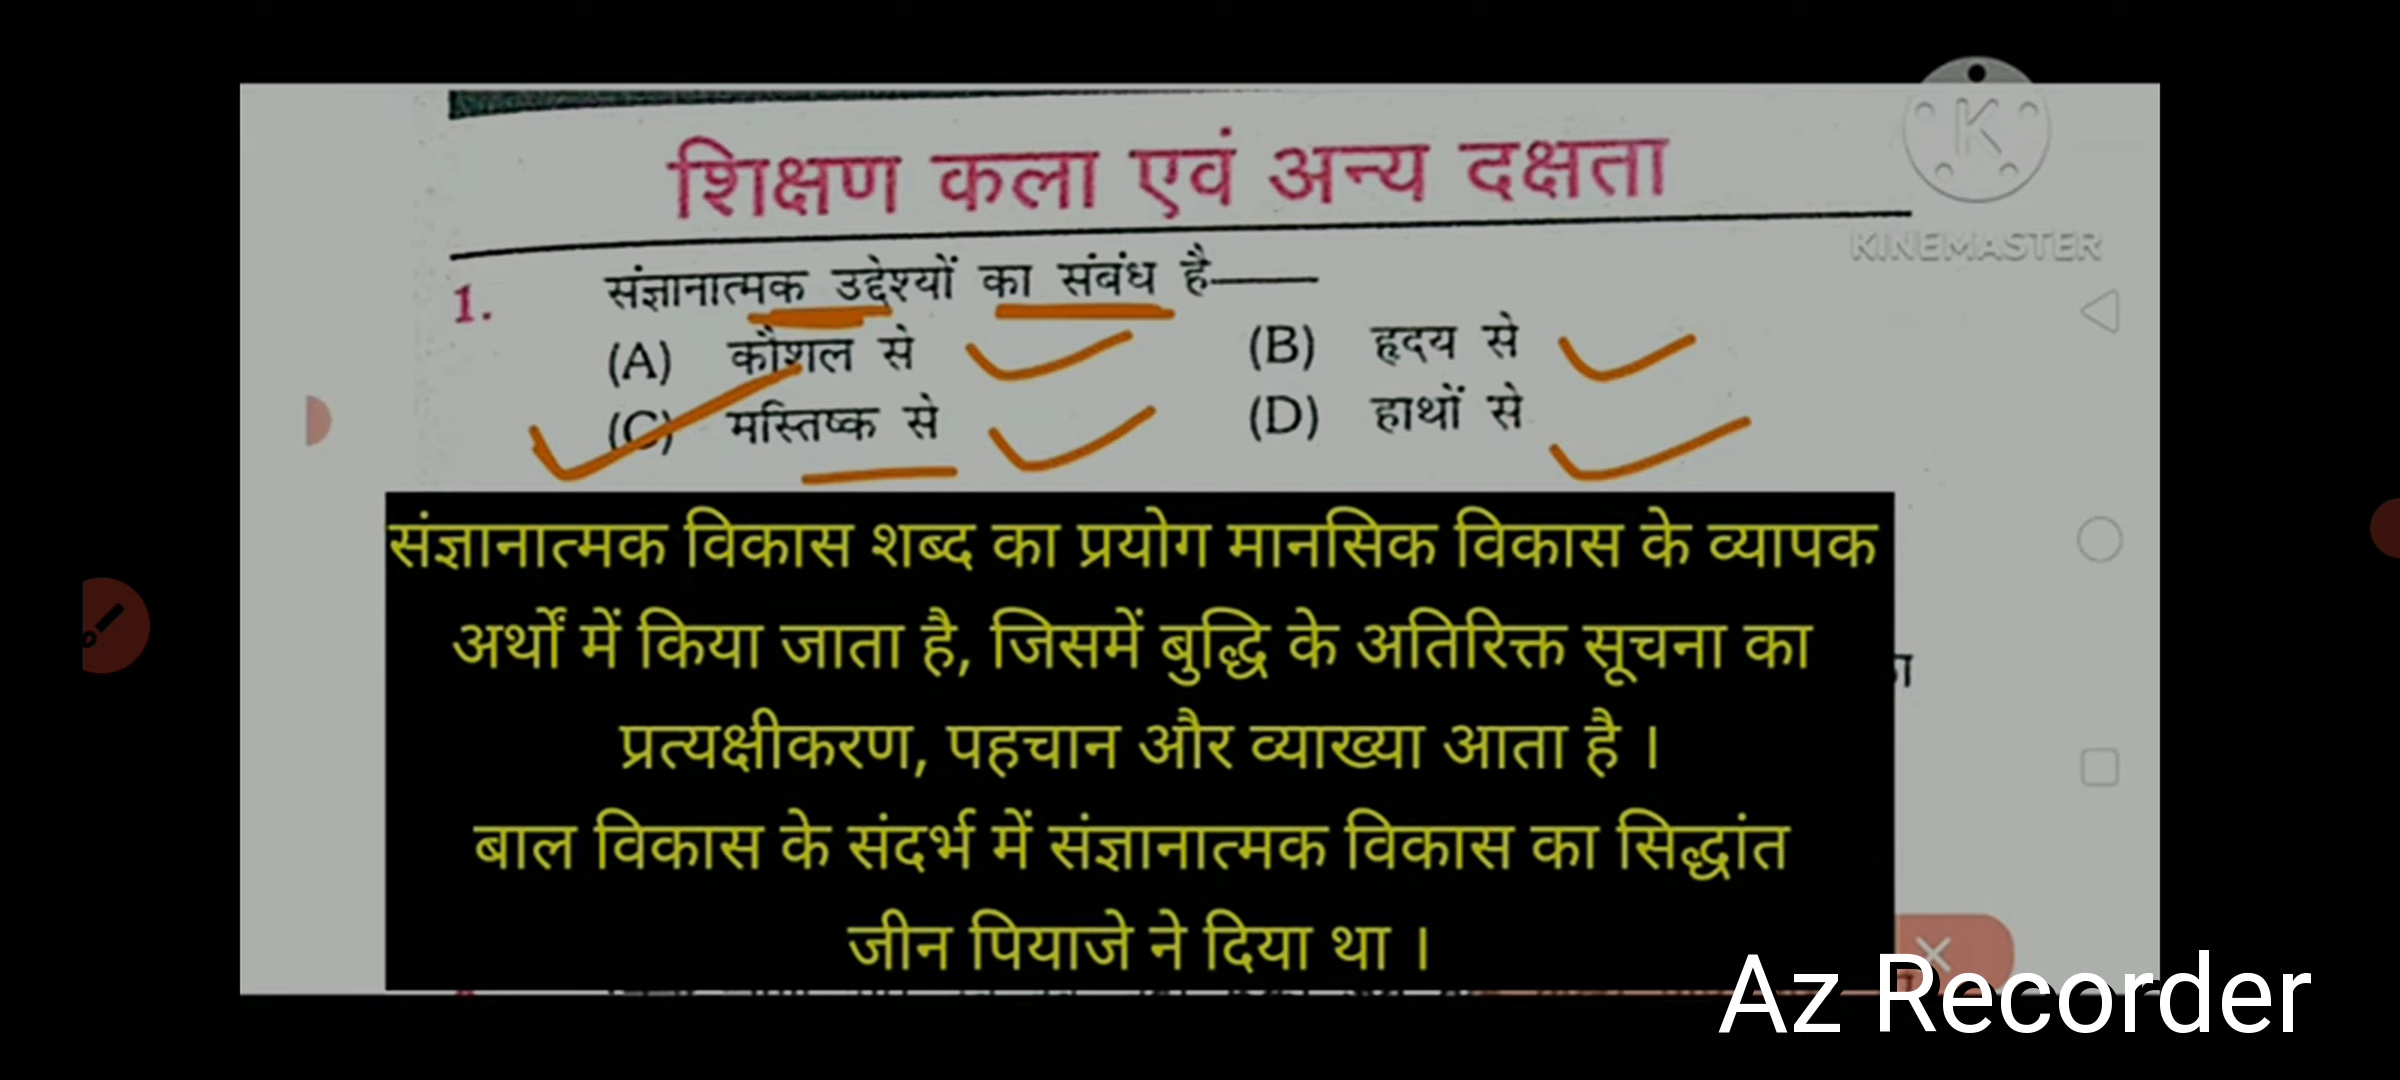 शिक्षण कला एवं अन्य दक्षता
KINEMASTER
1. संज्ञानात्मक उद्देश्यों का संबंध है——
(A) कौशल से (B) हृदय से
(C) मस्तिष्क से (D) हाथों से
संज्ञानात्मक विकास शब्द का प्रयोग मानसिक विकास के व्यापक
अर्थों में किया जाता है, जिसमें बुद्धि के अतिरिक्त सूचना का
प्रत्यक्षीकरण, पहचान और व्याख्या आता है ।
बाल विकास के संदर्भ में संज्ञानात्मक विकास का सिद्धांत
जीन पियाजे ने दिया था ।
Az Recorder